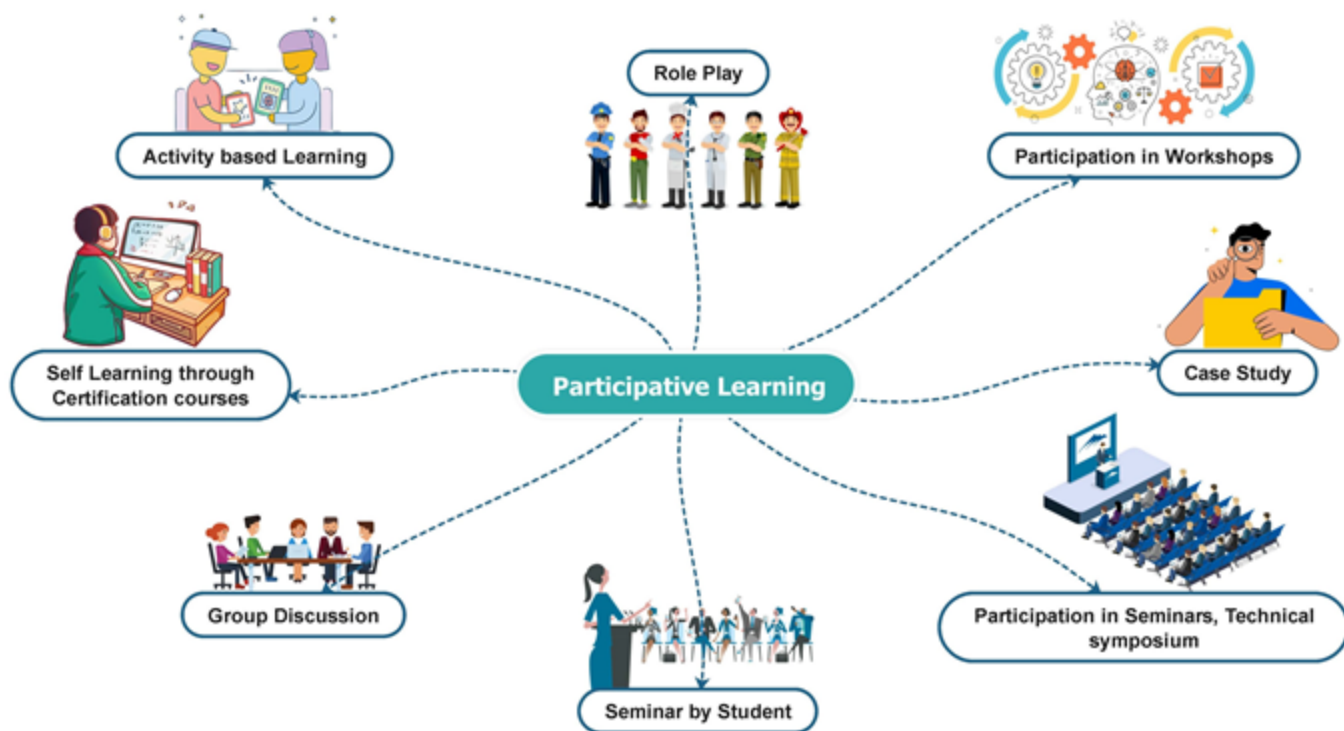 Role Play
Activity based Learning
Participation in Workshops
Self Learning through
Certification courses
Participative Learning
Case Study
Group Discussion
Participation in Seminars, Technical
symposium
Seminar by Student